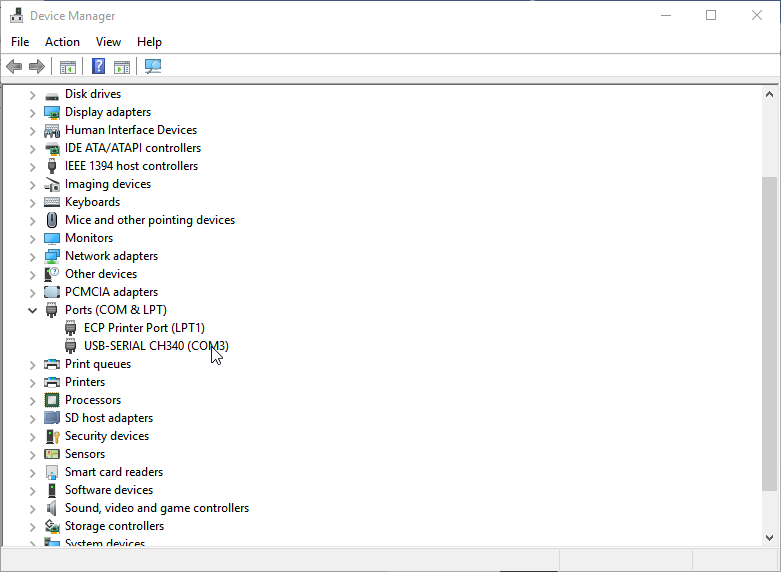 Device Manager
File Action View Help
Disk drives
Display adapters
Human Interface Devices
IDE ATA/ATAPI controllers
IEEE 1394 host controllers
Imaging devices
Keyboards
Mice and other pointing devices
Monitors
Network adapters
Other devices
PCMCIA adapters
Ports (COM & LPT)
ECP Printer Port (LPT1)
USB-SERIAL CH340 (COM3)
Print queues
Printers
Processors
SD host adapters
Security devices
Sensors
Smart card readers
Software devices
Sound, video and game controllers
Storage controllers
System devices